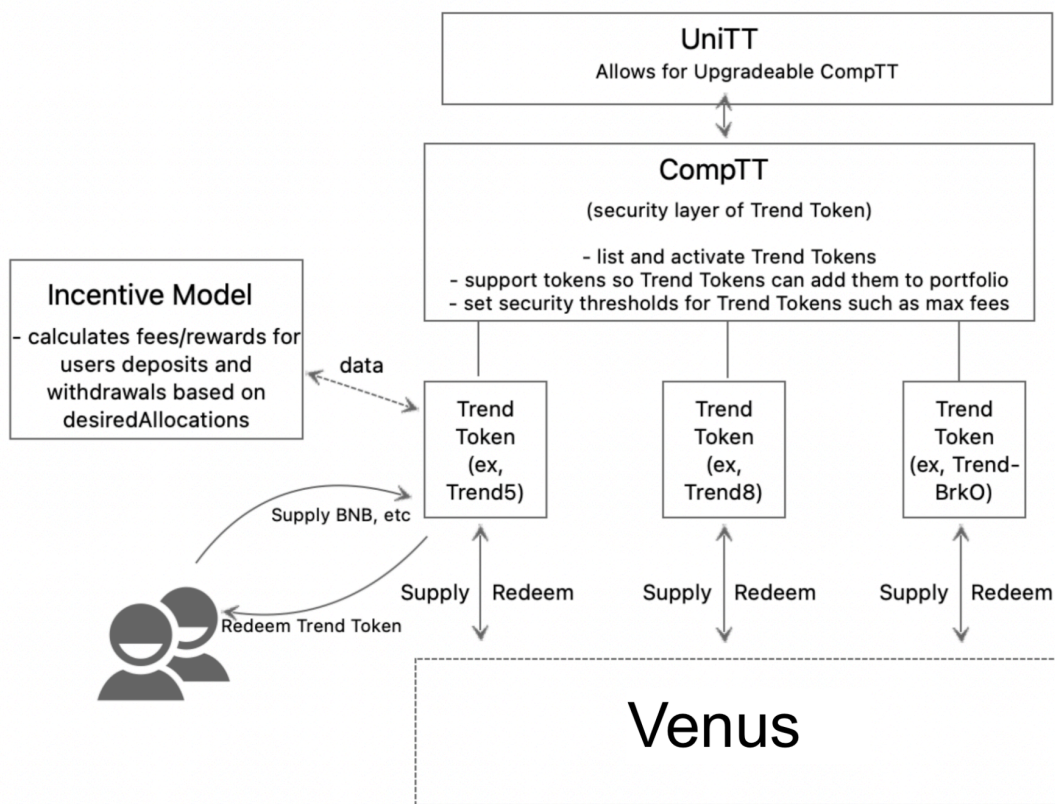 UniTT
Allows for Upgradeable CompTT
CompTT
(security layer of Trend Token)
- list and activate Trend Tokens
- support tokens so Trend Tokens can add them to portfolio
- set security thresholds for Trend Tokens such as max fees
Incentive Model
- calculates fees/rewards for
users deposits and
withdrawals based on
desiredAllocations
data
Trend
Token
(ex,
Trend5)
Trend
Token
(ex,
Trend8)
Trend
Token
(ex, Trend-
BrkO)
Supply BNB, etc
Redeem Trend Token
Supply
Redeem
Supply
Redeem
Supply
Redeem
Venus